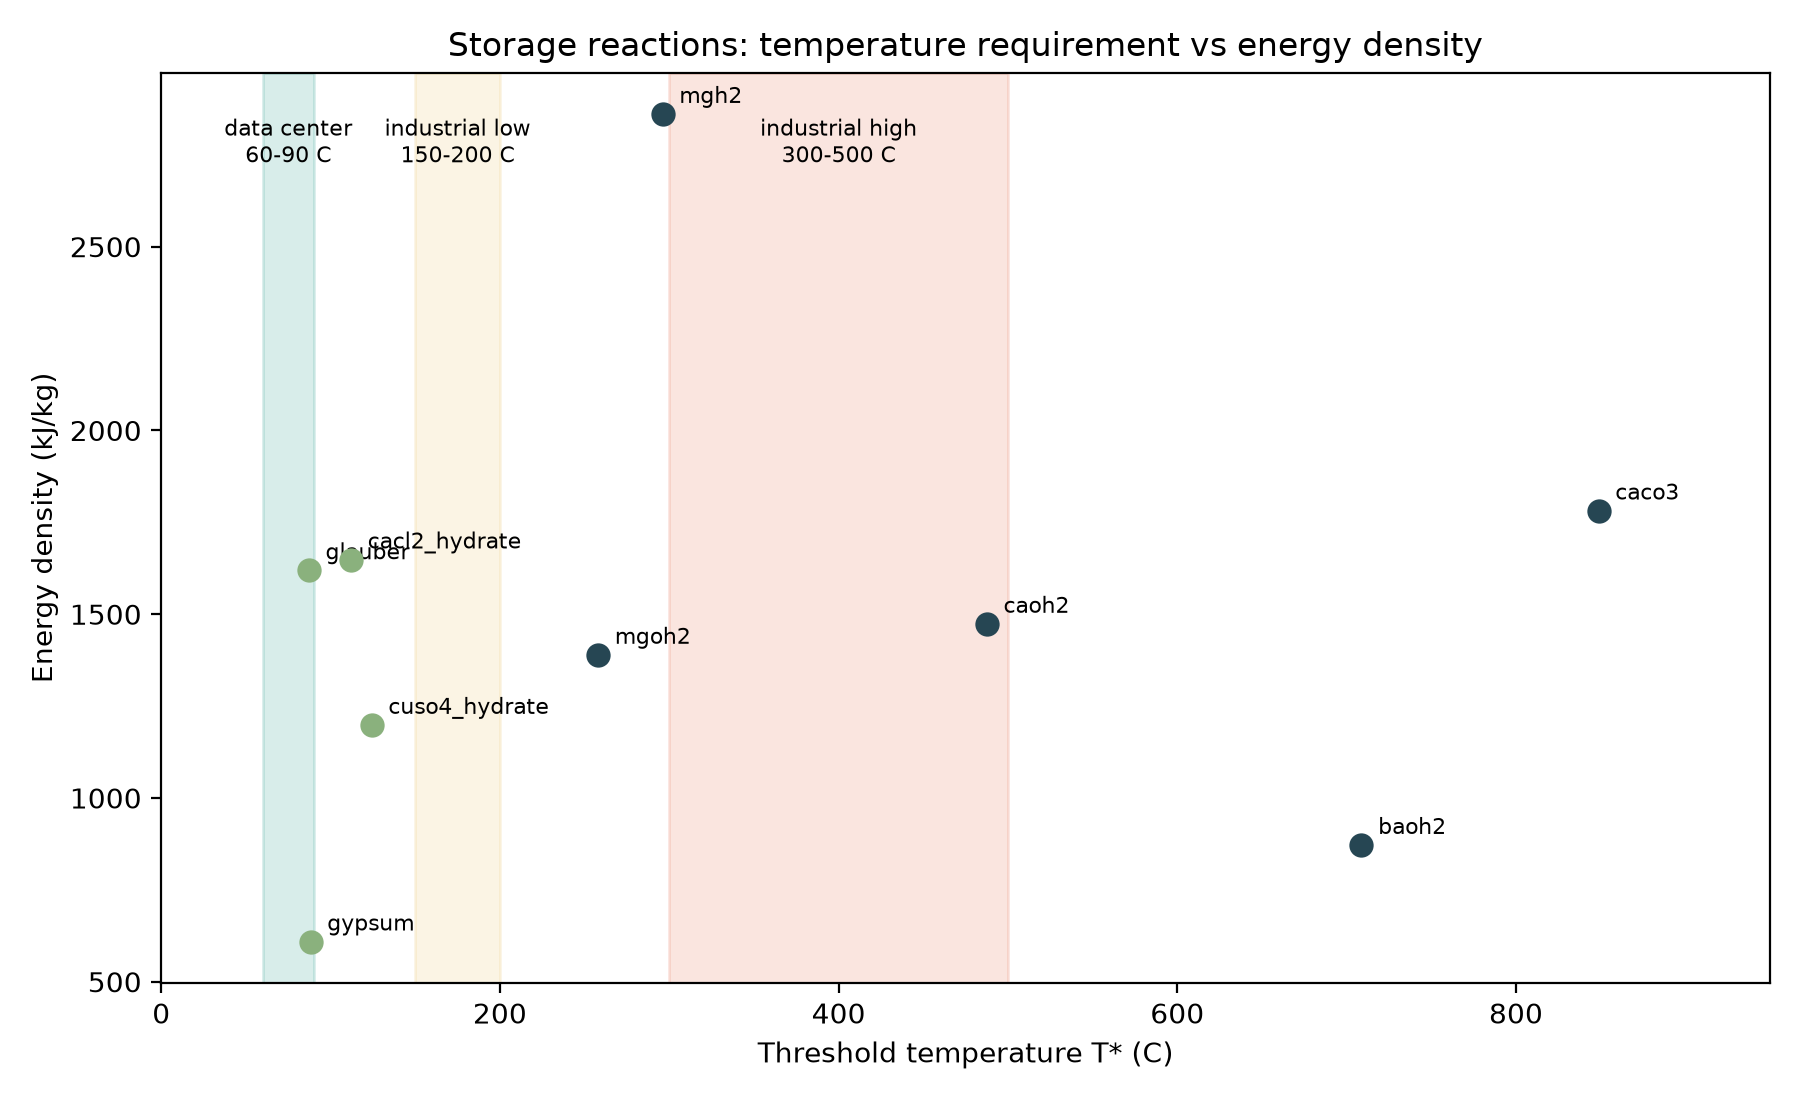 Storage reactions: temperature requirement vs energy density
mgh2
data center
60-90 C
industrial low
150-200 C
industrial high
300-500 C
2500
2000
1500
1000
500
Energy density (kJ/kg)
caco3
cacl2_hydrate
glauber
caoh2
mgoh2
cuso4_hydrate
baoh2
gypsum
0
200
400
600
800
Threshold temperature T* (C)